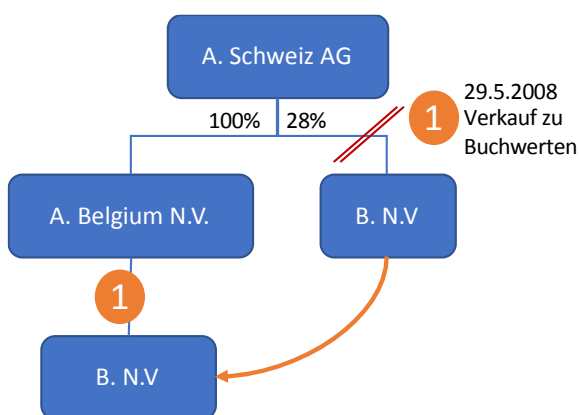 A. Schweiz AG
100%
28%
1
29.5.2008
Verkauf zu
Buchwerten
A. Belgium N.V.
B. N.V
1
B. N.V